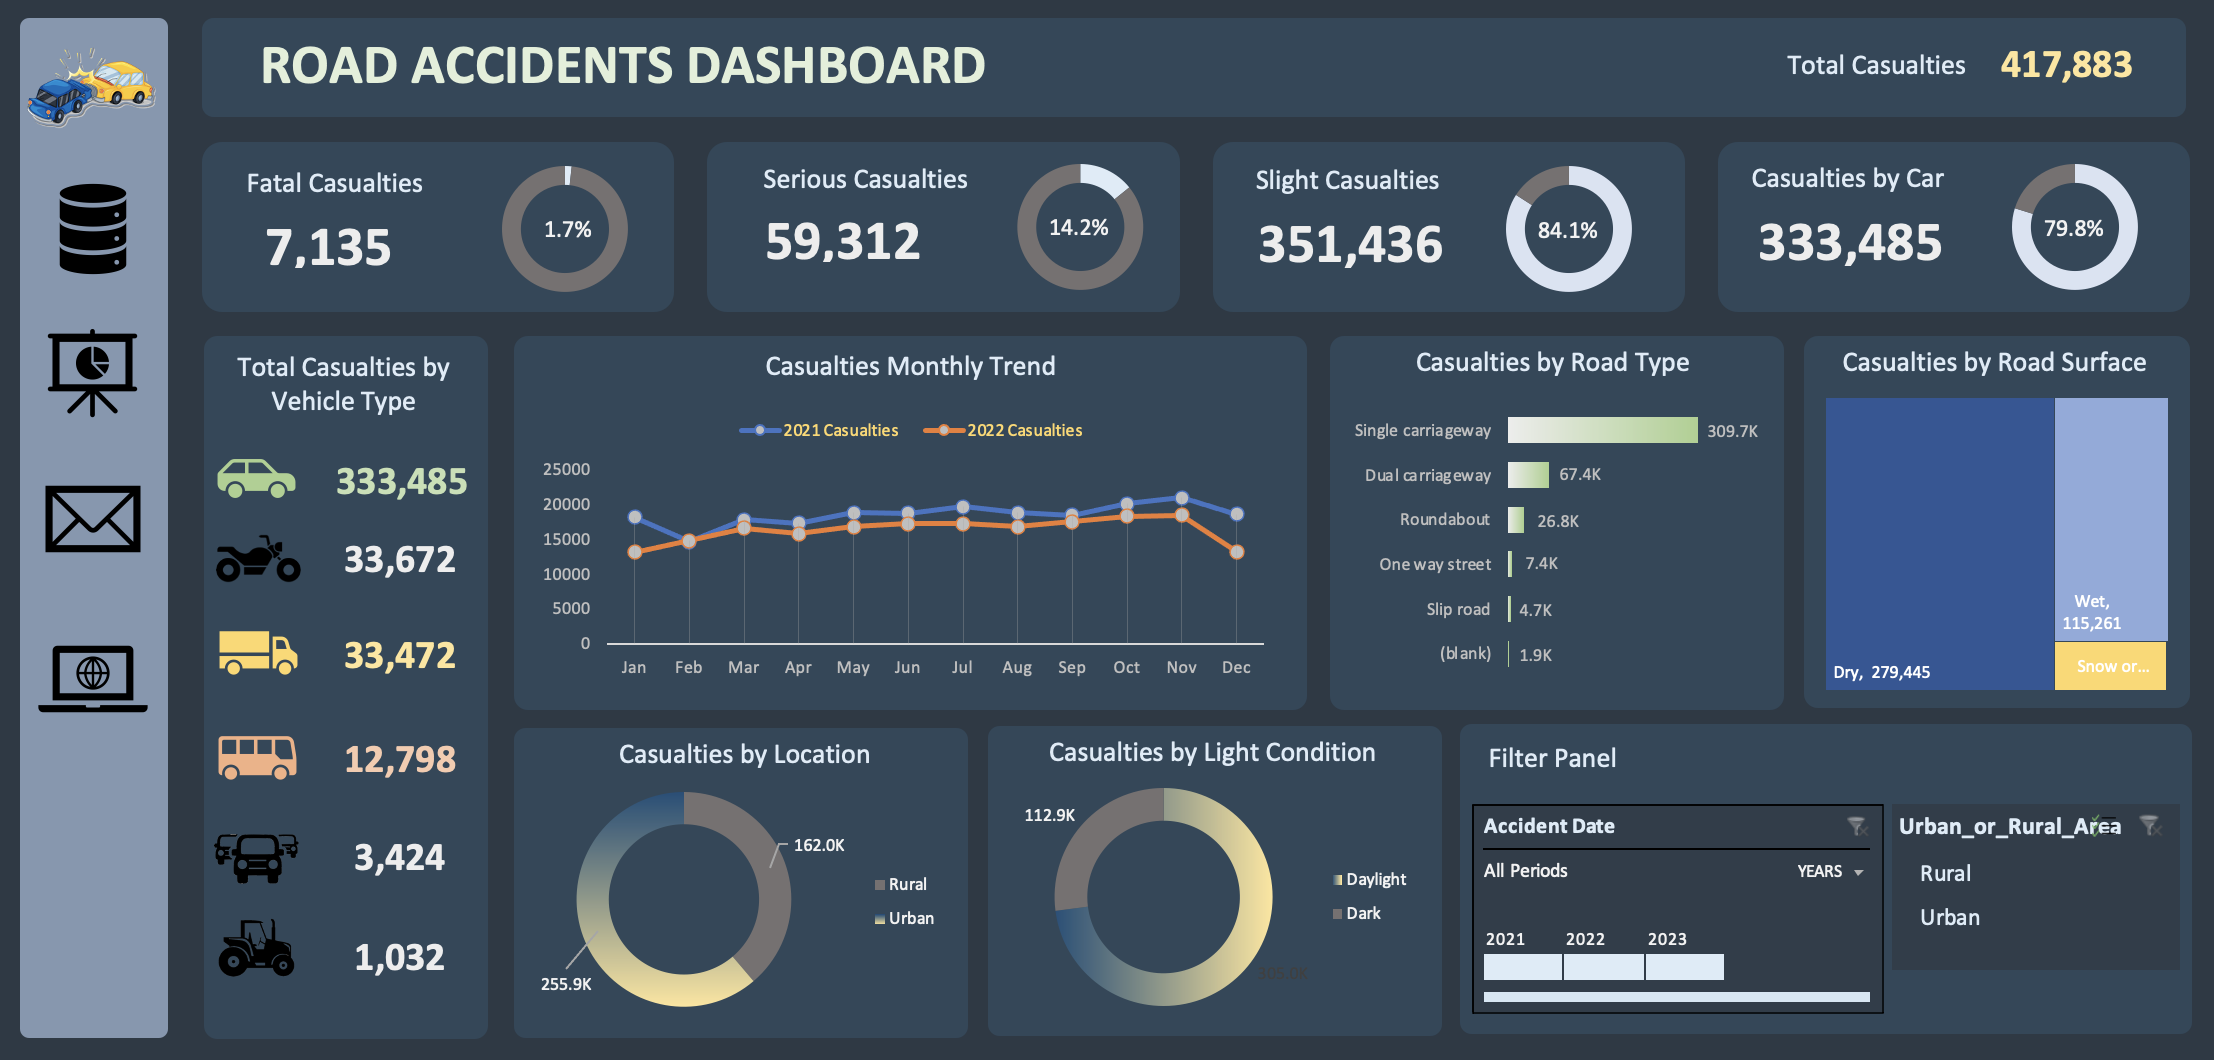 ROAD ACCIDENTS DASHBOARD
Total Casualties 417,883
Fatal Casualties
7,135
1.7%
Serious Casualties
59,312
14.2%
Slight Casualties
351,436
84.1%
Casualties by Car
333,485
79.8%
Total Casualties by
Vehicle Type
333,485
33,672
33,472
12,798
3,424
1,032
Casualties Monthly Trend
2021 Casualties 2022 Casualties
25000
20000
15000
10000
5000
0
Jan Feb Mar Apr May Jun Jul Aug Sep Oct Nov Dec
Casualties by Road Type
Single carriageway 309.7K
Dual carriageway 67.4K
Roundabout 26.8K
One way street 7.4K
Slip road 4.7K
(blank) 1.9K
Casualties by Road Surface
Wet,
115,261
Snow or...
Dry, 279,445
Casualties by Location
162.0K
Rural
Urban
255.9K
Casualties by Light Condition
112.9K
Daylight
Dark
305.0K
Filter Panel
Accident Date
All Periods YEARS
2021 2022 2023
Urban_or_Rural_Area
Rural
Urban